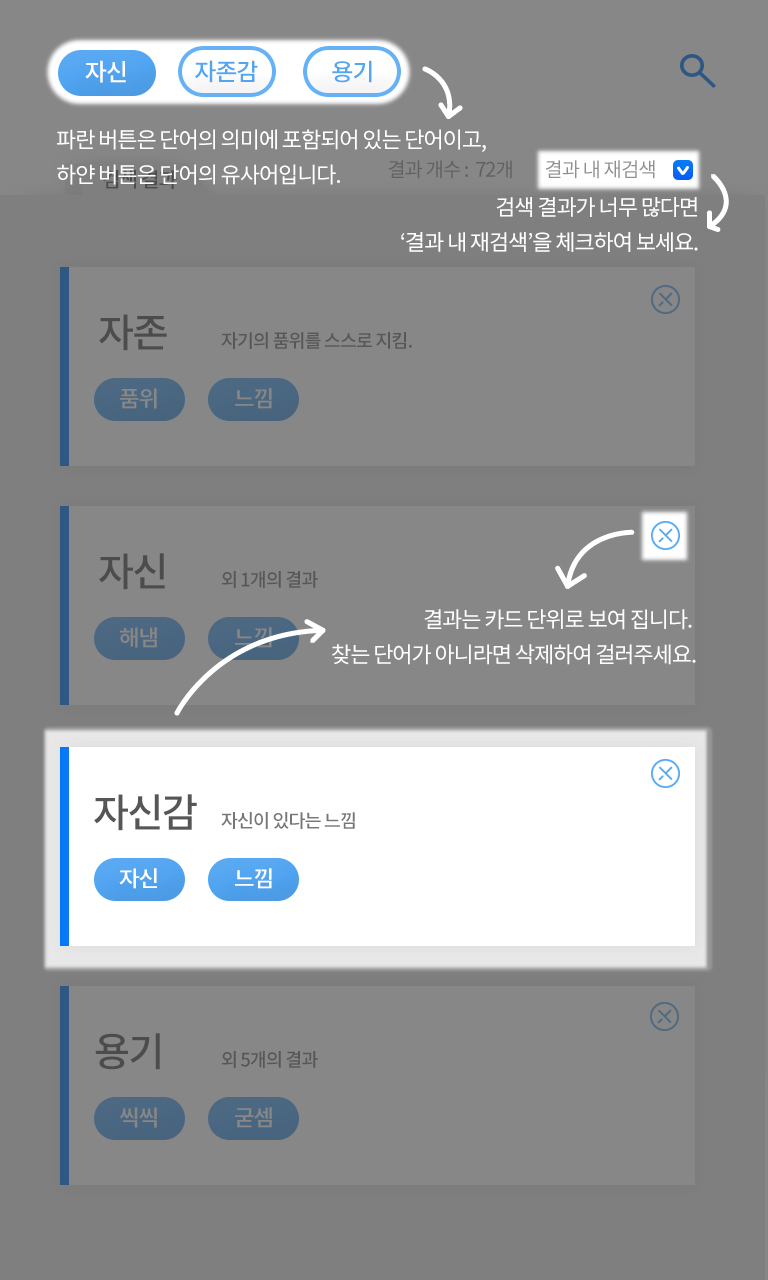 자신 자존감 용기
파란 버튼은 단어의 의미에 포함되어 있는 단어이고,
하얀 버튼은 단어의 유사어입니다.
결과 개수 : 72개 결과 내 재검색
검색 결과가 너무 많다면
‘결과 내 재검색’을 체크하여 보세요.
자존 자기의 품위를 스스로 지킴.
품위 느낌
자신 외 1개의 결과
해냄 느낌
결과는 카드 단위로 보여 집니다.
찾는 단어가 아니라면 삭제하여 걸러주세요.
자신감 자신이 있다는 느낌
자신 느낌
용기 외 5개의 결과
씩씩 굳셈